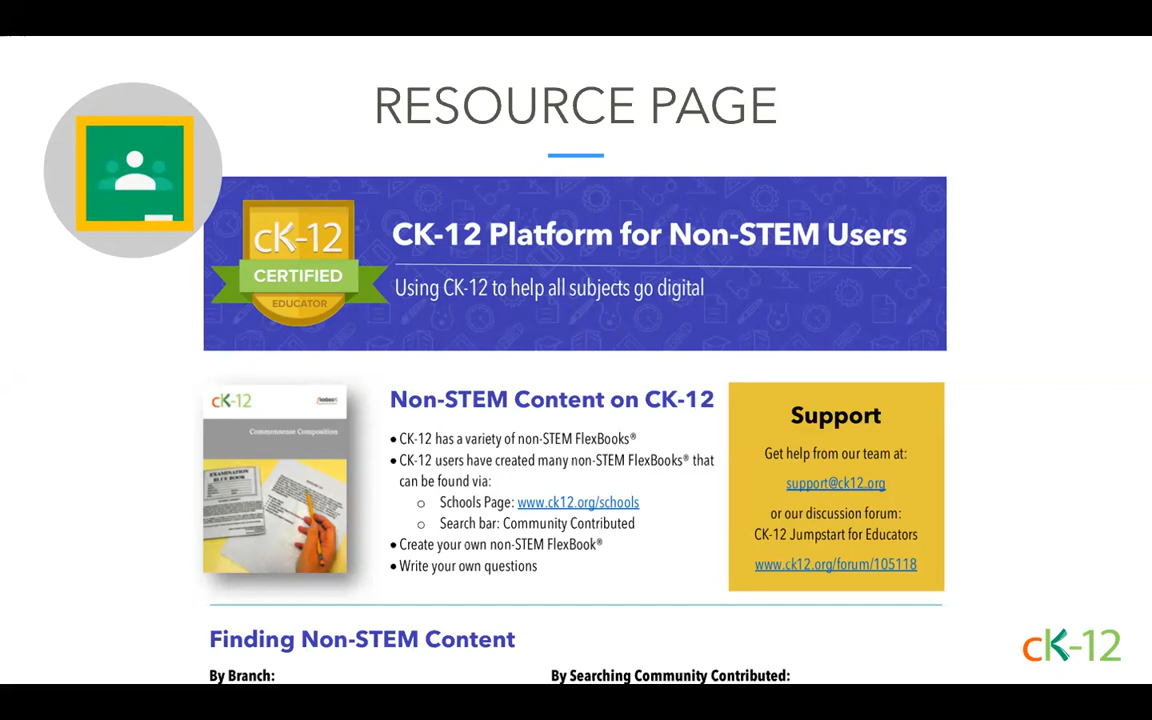 RESOURCE PAGE
cK-12
CERTIFIED
EDUCATOR
CK-12 Platform for Non-STEM Users
Using CK-12 to help all subjects go digital
cK-12
flexbook
Commonsense Composition
EXAMINATION
BLUE BOOK
Non-STEM Content on CK-12
• CK-12 has a variety of non-STEM FlexBooks®
• CK-12 users have created many non-STEM FlexBooks® that
can be found via:
o Schools Page: www.ck12.org/schools
o Search bar: Community Contributed
• Create your own non-STEM FlexBook®
• Write your own questions
Support
Get help from our team at:
support@ck12.org
or our discussion forum:
CK-12 Jumpstart for Educators
www.ck12.org/forum/105118
Finding Non-STEM Content
By Branch:
By Searching Community Contributed:
cK-12